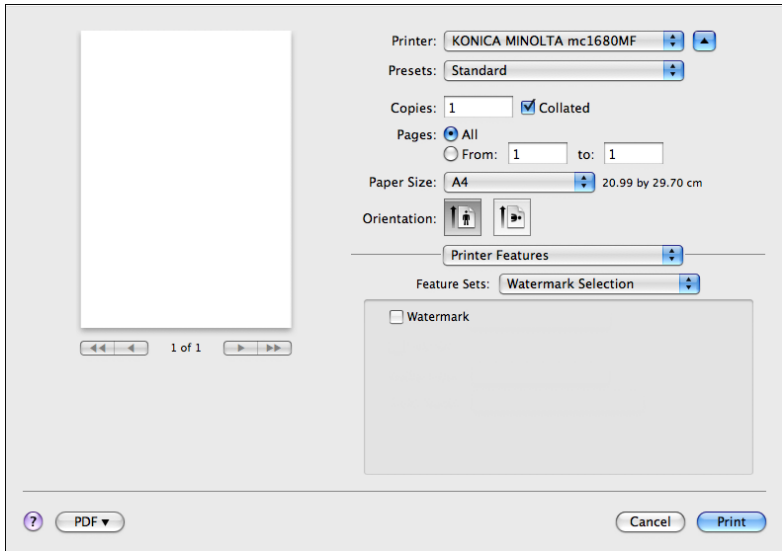 Printer: KONICA MINOLTA mc1680MF
Presets: Standard
Copies: 1 Collated
Pages: All
From: 1 to: 1
Paper Size: A4 20.99 by 29.70 cm
Orientation:
Printer Features
Feature Sets: Watermark Selection
Watermark
1 of 1
? PDF ▼ Cancel Print